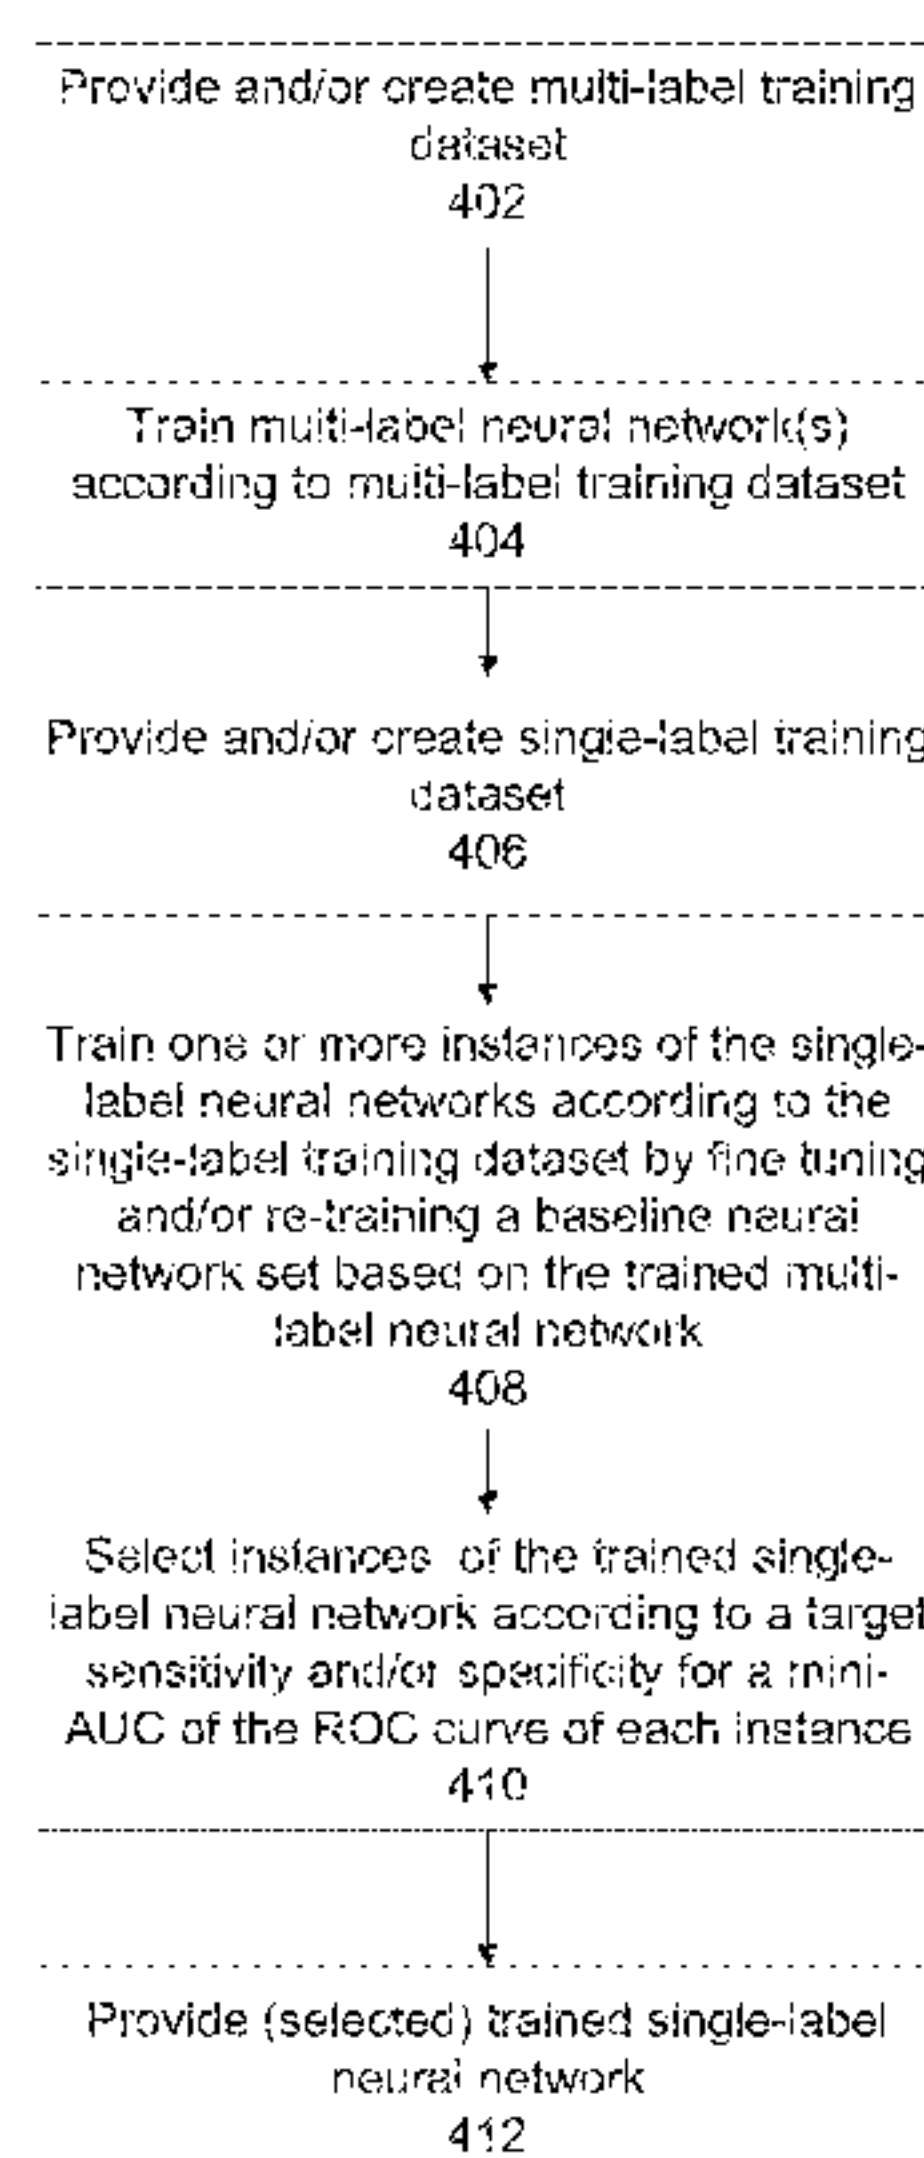 Provide and/or create multi-label training
dataset
402
Train multi-label neural network(s)
according to multi-label training dataset
404
Provide and/or create single-label training
dataset
406
Train one or more instances of the single-
label neural networks according to the
single-label training dataset by fine tuning
and/or re-training a baseline neural
network set based on the trained multi-
label neural network
408
Select instances of the trained single-
label neural network according to a target
sensitivity and/or specificity for a mini-
AUC of the ROC curve of each instance
410
Provide (selected) trained single-label
neural network
412